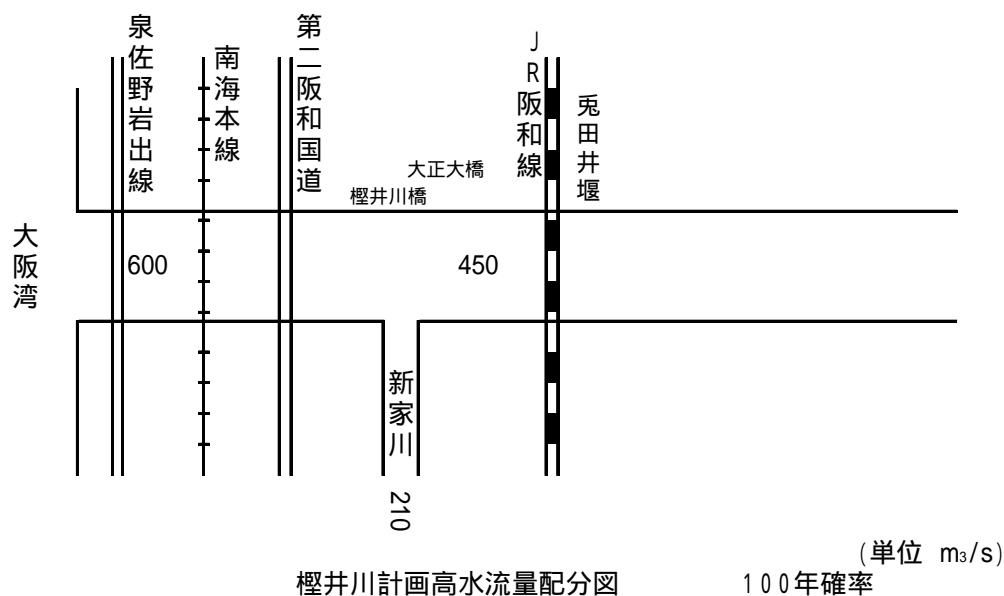 泉佐野岩出線
南海本線
第二阪和国道
JR阪和線
兎田井堰
大正大橋
樫井川橋
大阪湾
600
450
新家川
210
(単位 m3/s)
樫井川計画高水流量配分図 100年確率